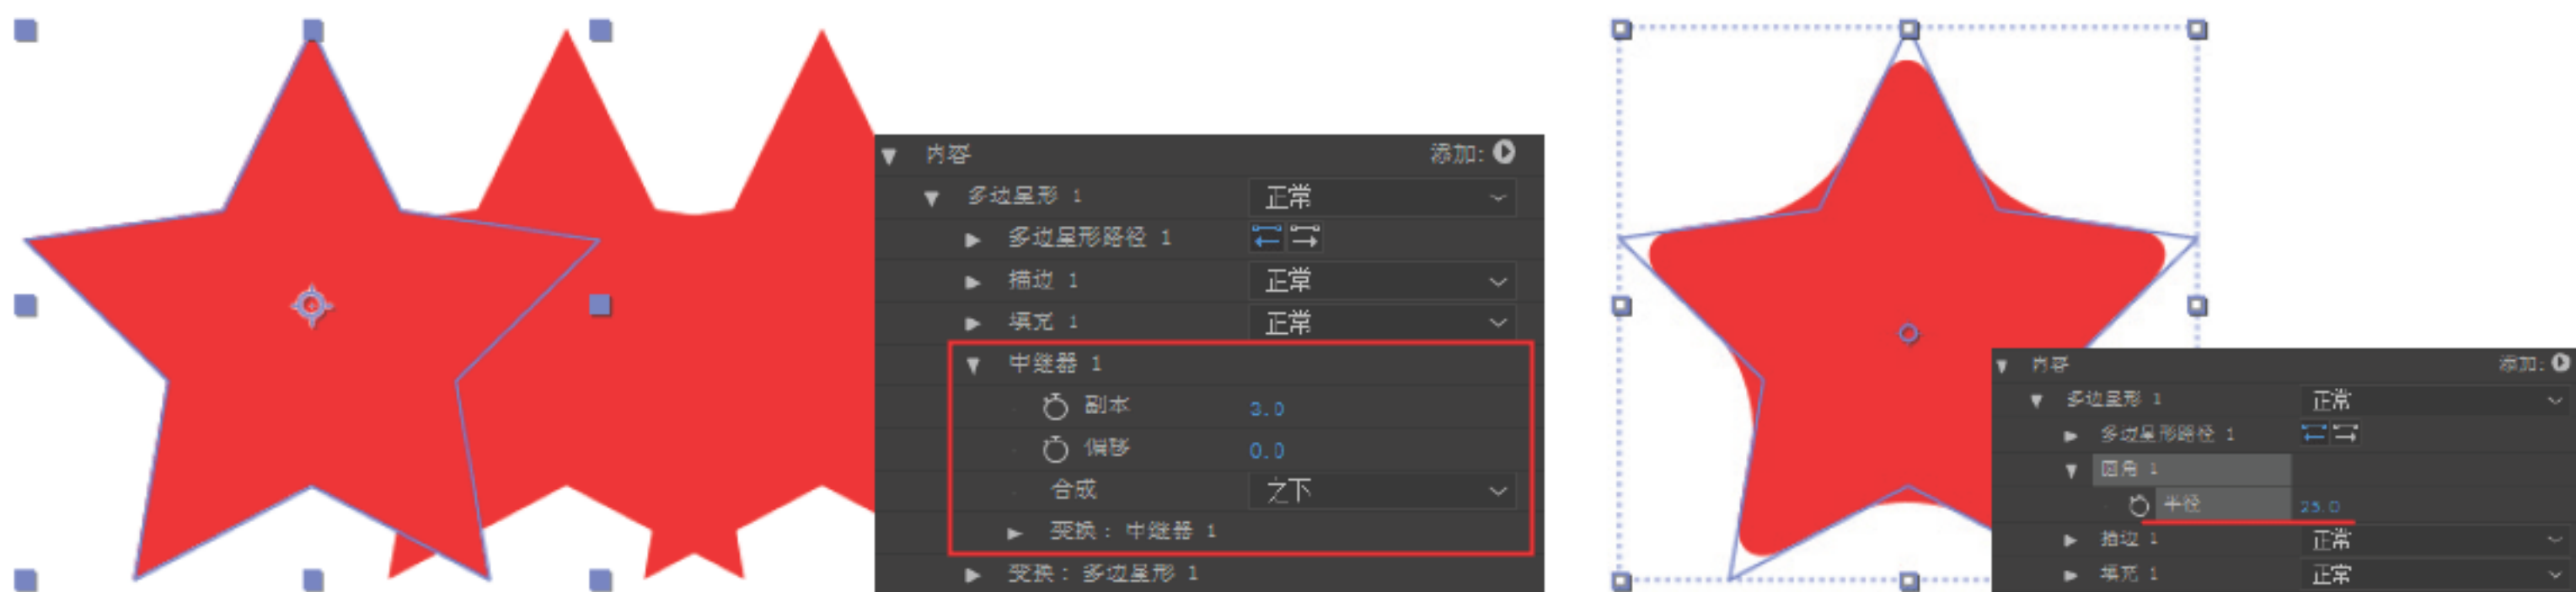 内容 添加:
多边星形 1 正常
多边星形路径 1
描边 1 正常
填充 1 正常
中继器 1
副本 3.0
偏移 0.0
合成 之下
变换: 中继器 1
变换: 多边星形 1
内容 添加:
多边星形 1 正常
多边星形路径 1
圆角 1
半径 25.0
描边 1 正常
填充 1 正常